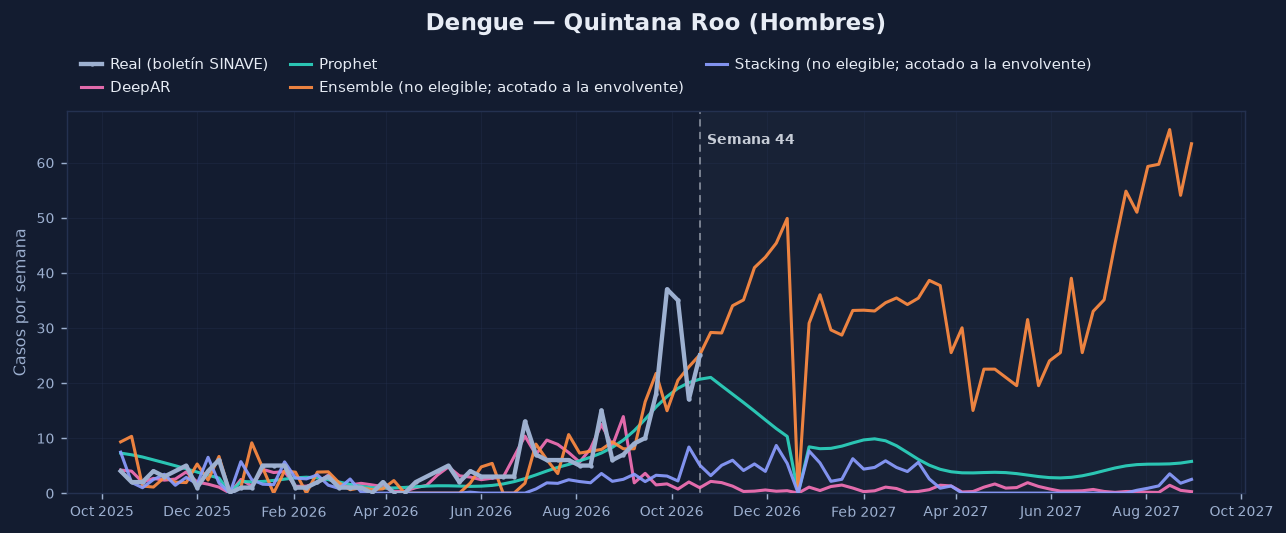 Dengue — Quintana Roo (Hombres)
Real (boletín SINAVE) Prophet Stacking (no elegible; acotado a la envolvente)
DeepAR Ensemble (no elegible; acotado a la envolvente)
Semana 44
Casos por semana
60
50
40
30
20
10
0
Oct 2025 Dec 2025 Feb 2026 Apr 2026 Jun 2026 Aug 2026 Oct 2026 Dec 2026 Feb 2027 Apr 2027 Jun 2027 Aug 2027 Oct 2027